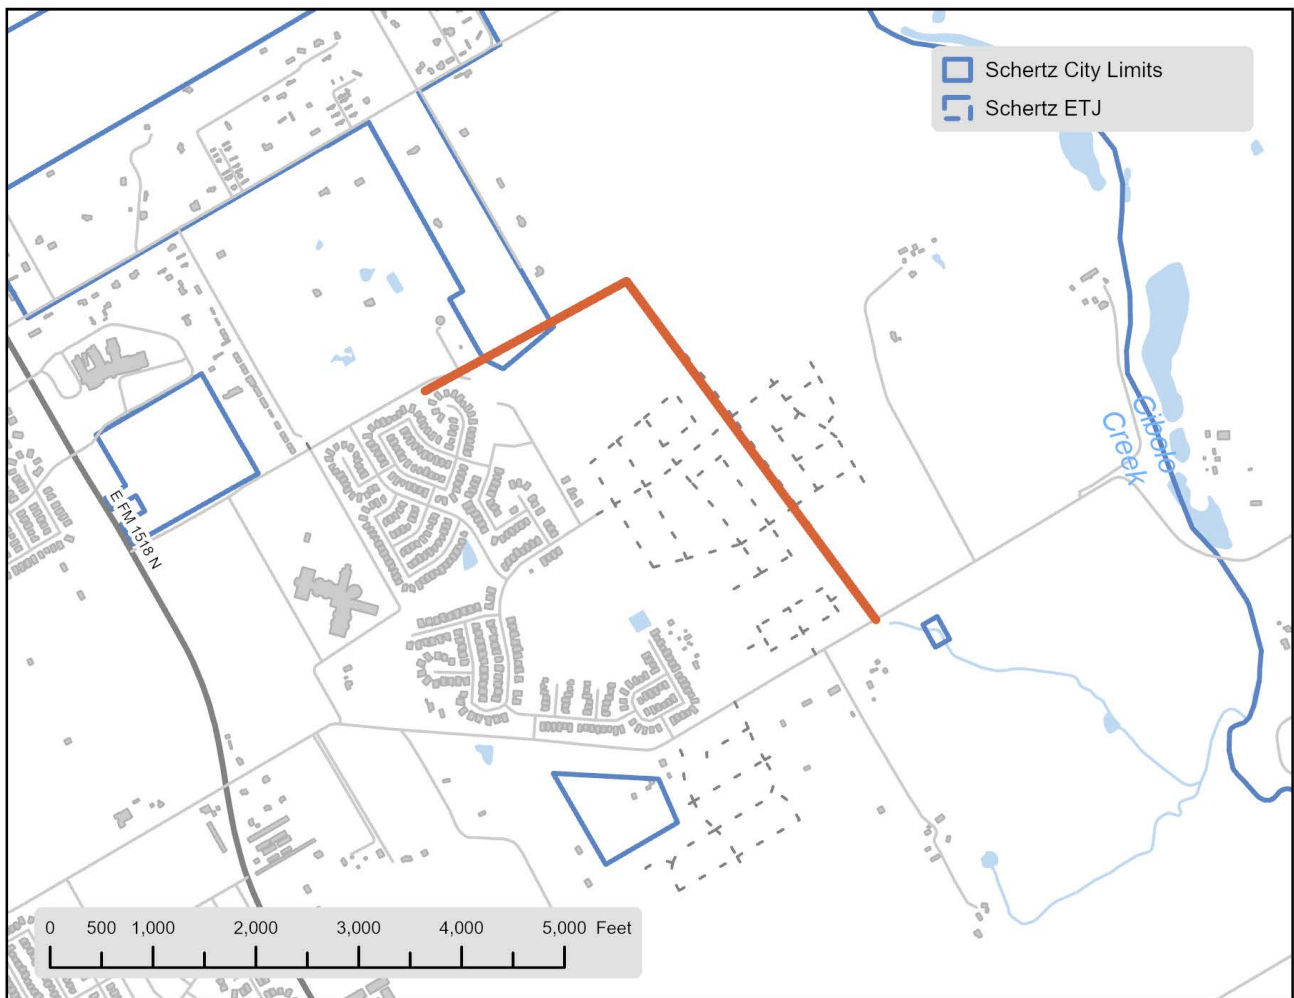 Schertz City Limits
Schertz ETJ
Cibolo
Creek
E FM 1518 N
0 500 1,000 2,000 3,000 4,000 5,000 Feet